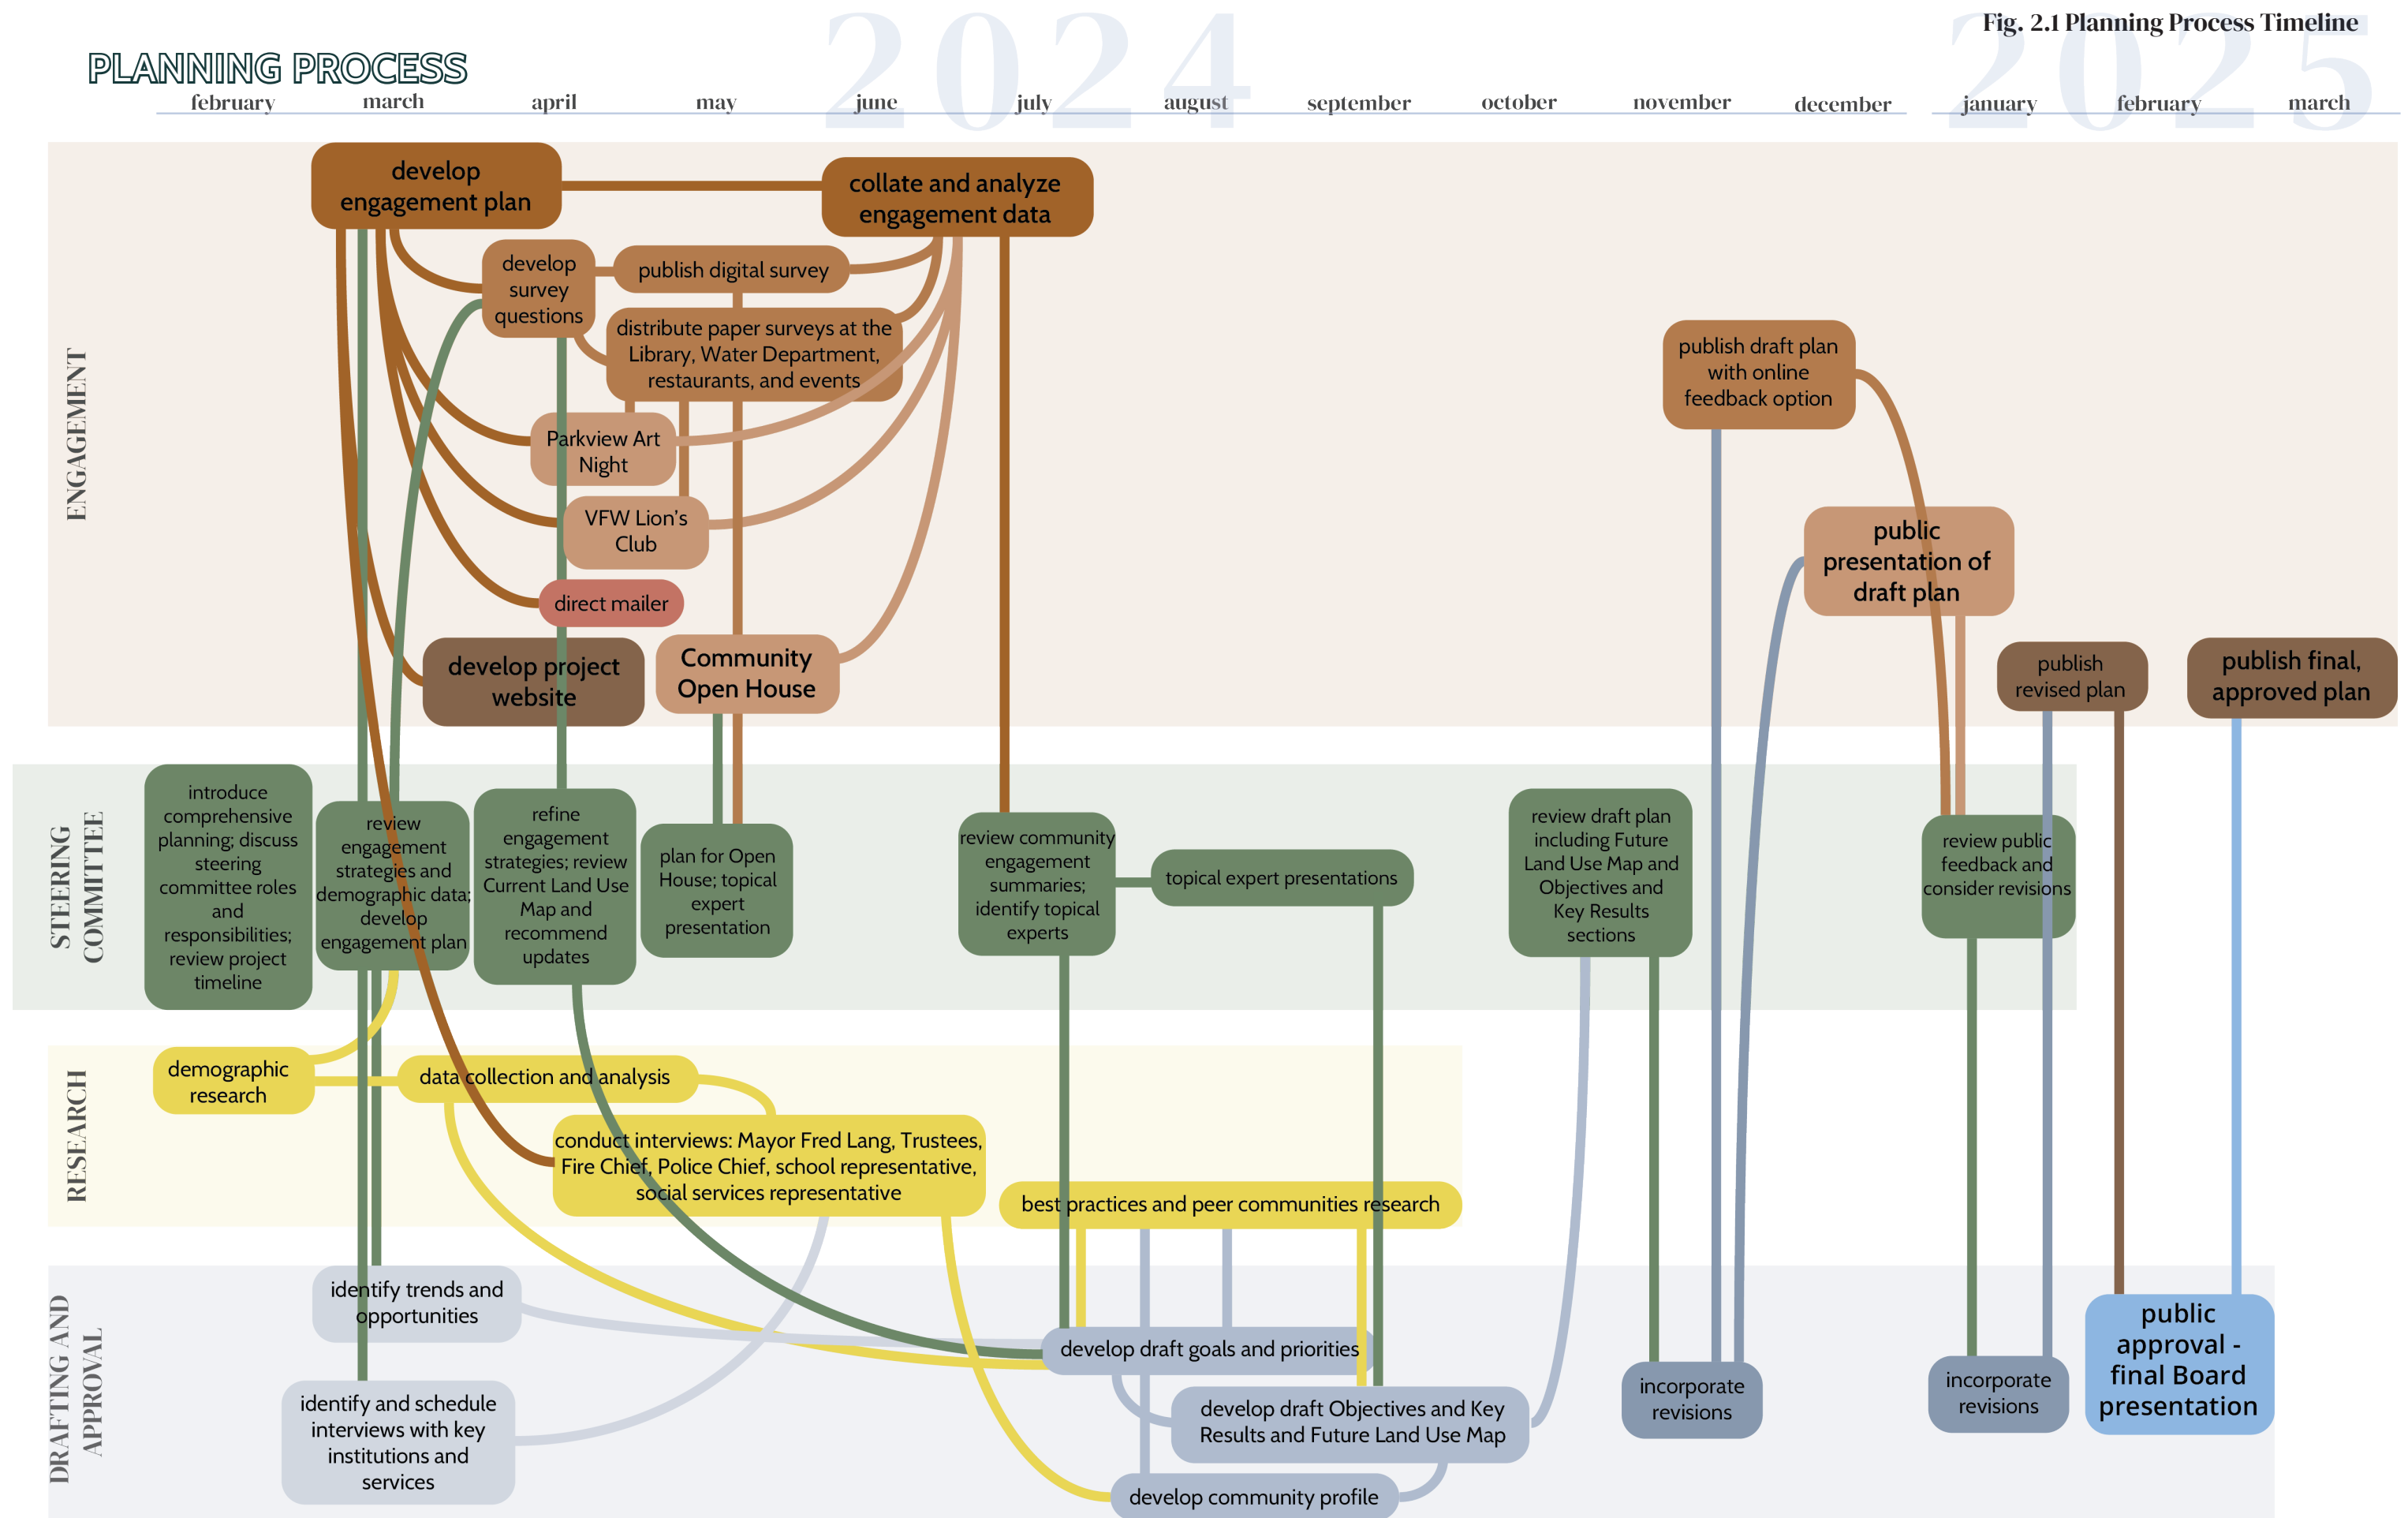 Fig. 2.1 Planning Process Timeline
2024
2025
PLANNING PROCESS
february
march
april
may
june
july
august
september
october
november
december
january
february
march
ENGAGEMENT
develop
engagement plan
collate and analyze
engagement data
develop
survey
questions
publish digital survey
distribute paper surveys at the
Library, Water Department,
restaurants, and events
Parkview Art
Night
VFW Lion's
Club
direct mailer
develop project
website
Community
Open House
publish draft plan
with online
feedback option
public
presentation of
draft plan
publish
revised plan
publish final,
approved plan
STEERING
COMMITTEE
introduce
comprehensive
planning; discuss
steering
committee roles
and
responsibilities;
review project
timeline
review
engagement
strategies and
demographic data;
develop
engagement plan
refine
engagement
strategies; review
Current Land Use
Map and
recommend
updates
plan for Open
House; topical
expert
presentation
review community
engagement
summaries;
identify topical
experts
topical expert presentations
review draft plan
including Future
Land Use Map and
Objectives and
Key Results
sections
review public
feedback and
consider revisions
RESEARCH
demographic
research
data collection and analysis
conduct interviews: Mayor Fred Lang, Trustees,
Fire Chief, Police Chief, school representative,
social services representative
best practices and peer communities research
DRAFTING AND
APPROVAL
identify trends and
opportunities
identify and schedule
interviews with key
institutions and
services
develop draft goals and priorities
develop draft Objectives and Key
Results and Future Land Use Map
develop community profile
incorporate
revisions
incorporate
revisions
public
approval -
final Board
presentation